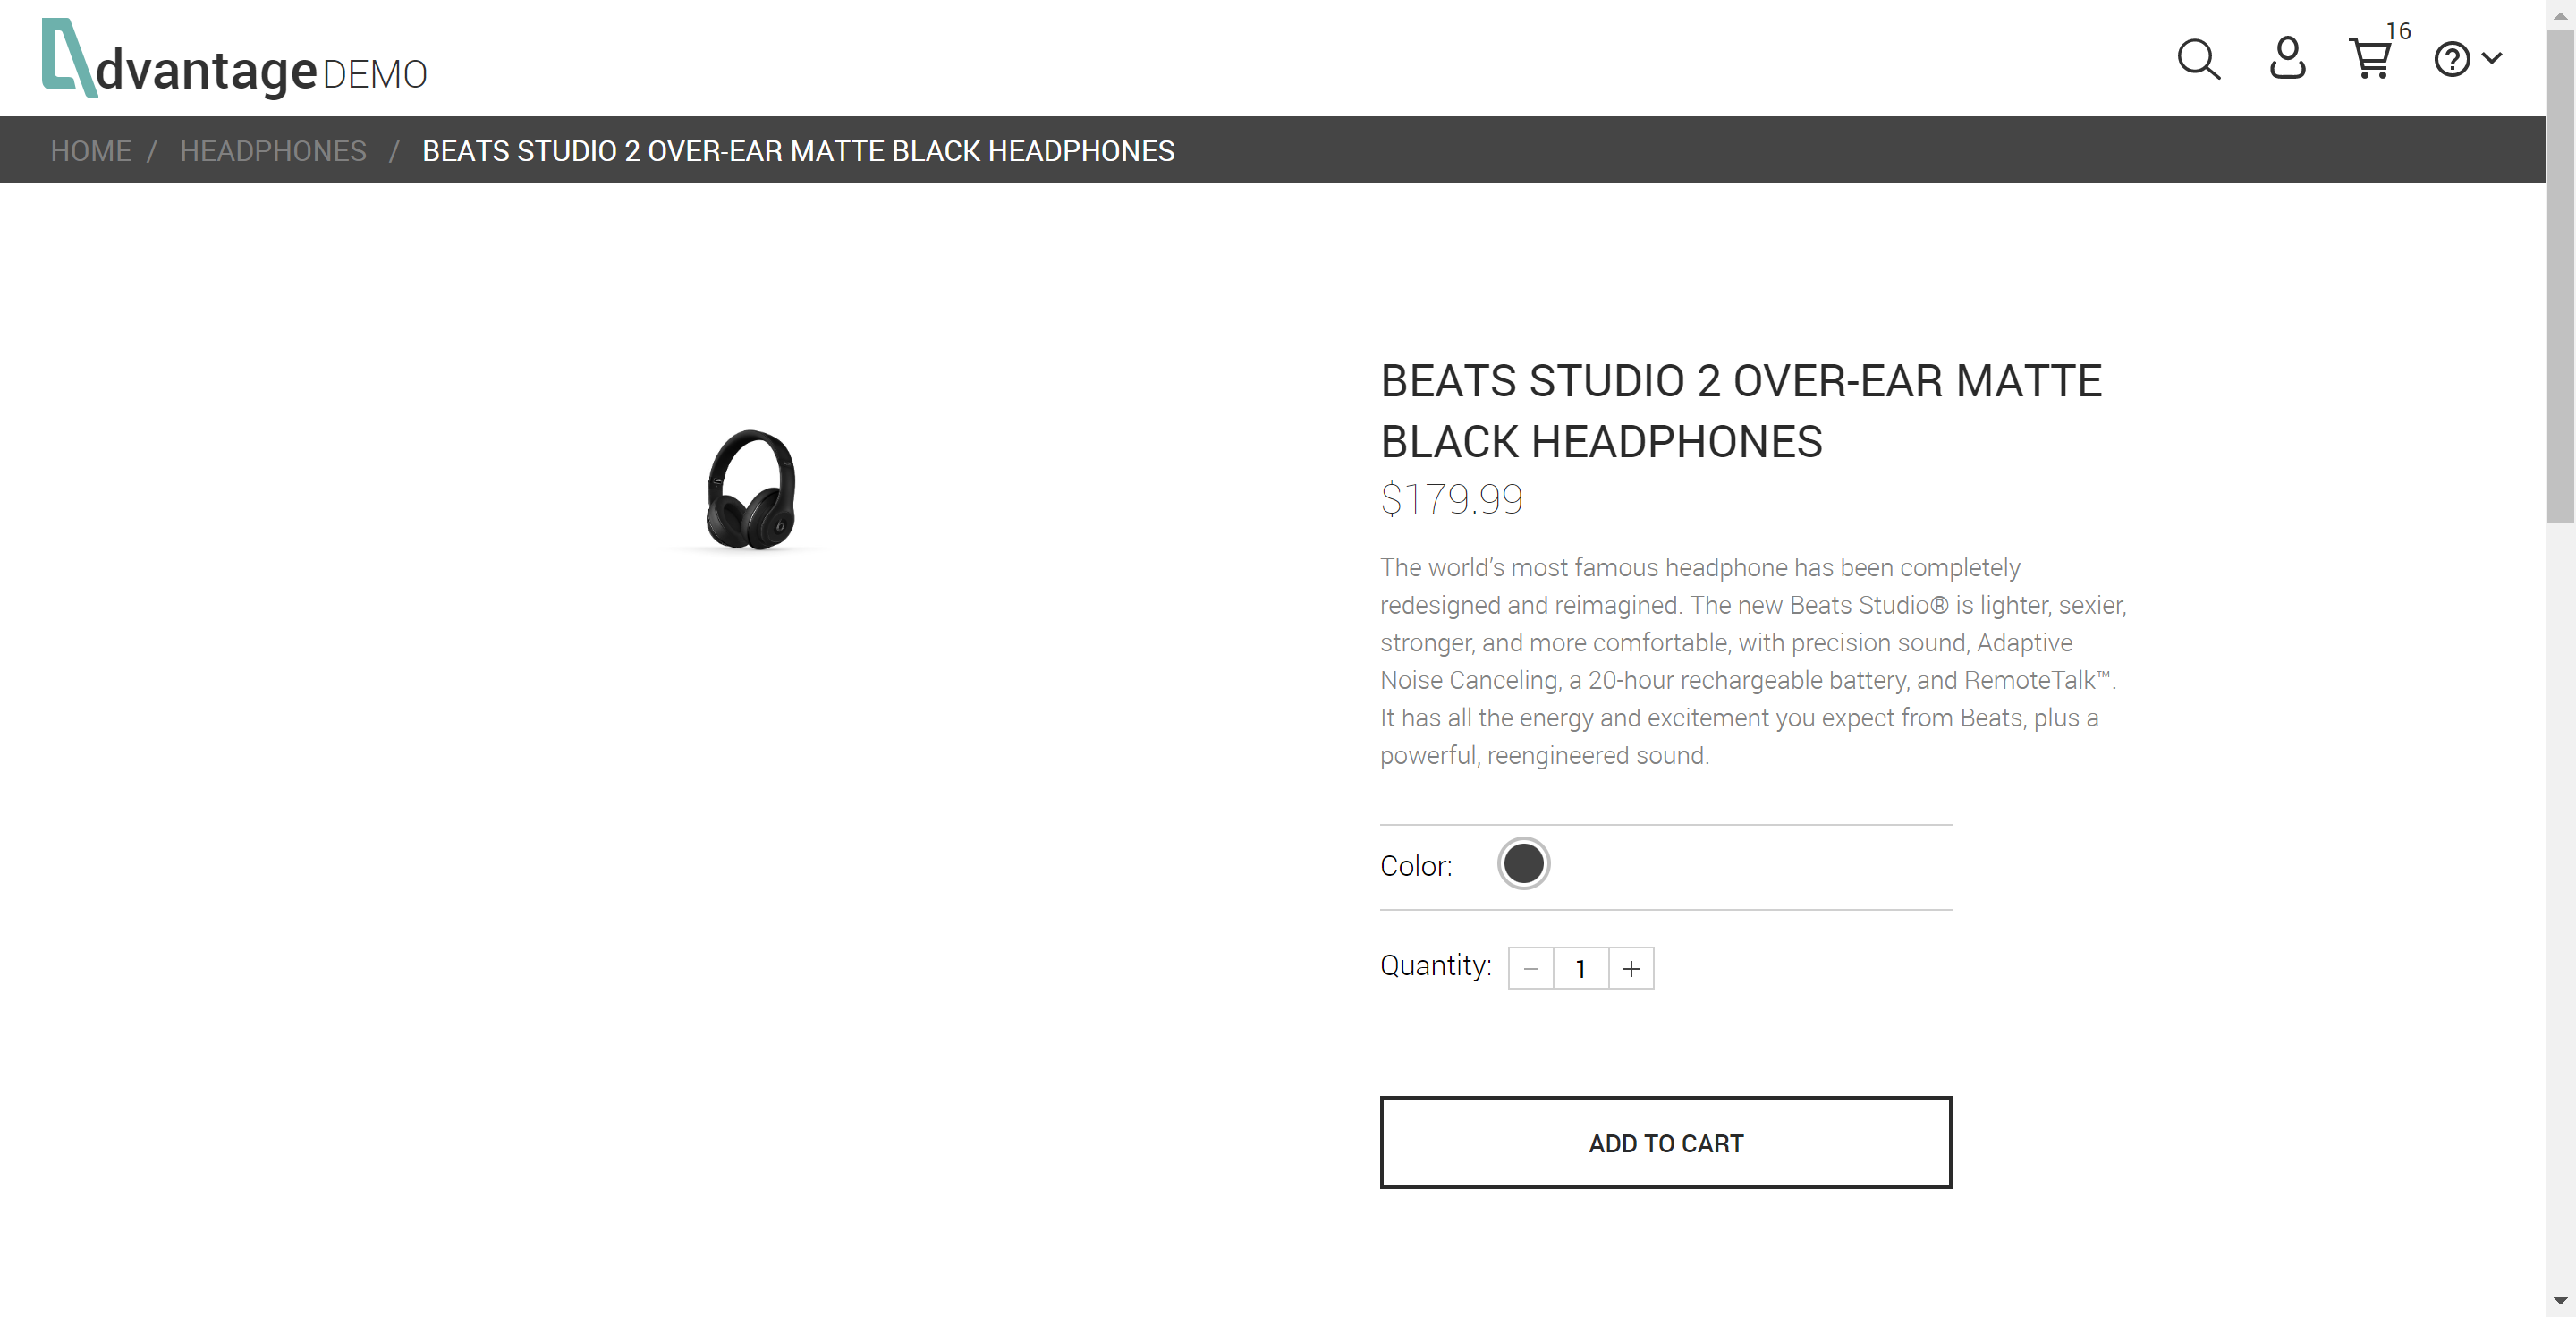 dvantage DEMO
16
HOME / HEADPHONES / BEATS STUDIO 2 OVER-EAR MATTE BLACK HEADPHONES
BEATS STUDIO 2 OVER-EAR MATTE
BLACK HEADPHONES
$179.99
The world’s most famous headphone has been completely
redesigned and reimagined. The new Beats Studio® is lighter, sexier,
stronger, and more comfortable, with precision sound, Adaptive
Noise Canceling, a 20-hour rechargeable battery, and RemoteTalk™.
It has all the energy and excitement you expect from Beats, plus a
powerful, reengineered sound.
Color:
Quantity: − 1 +
ADD TO CART